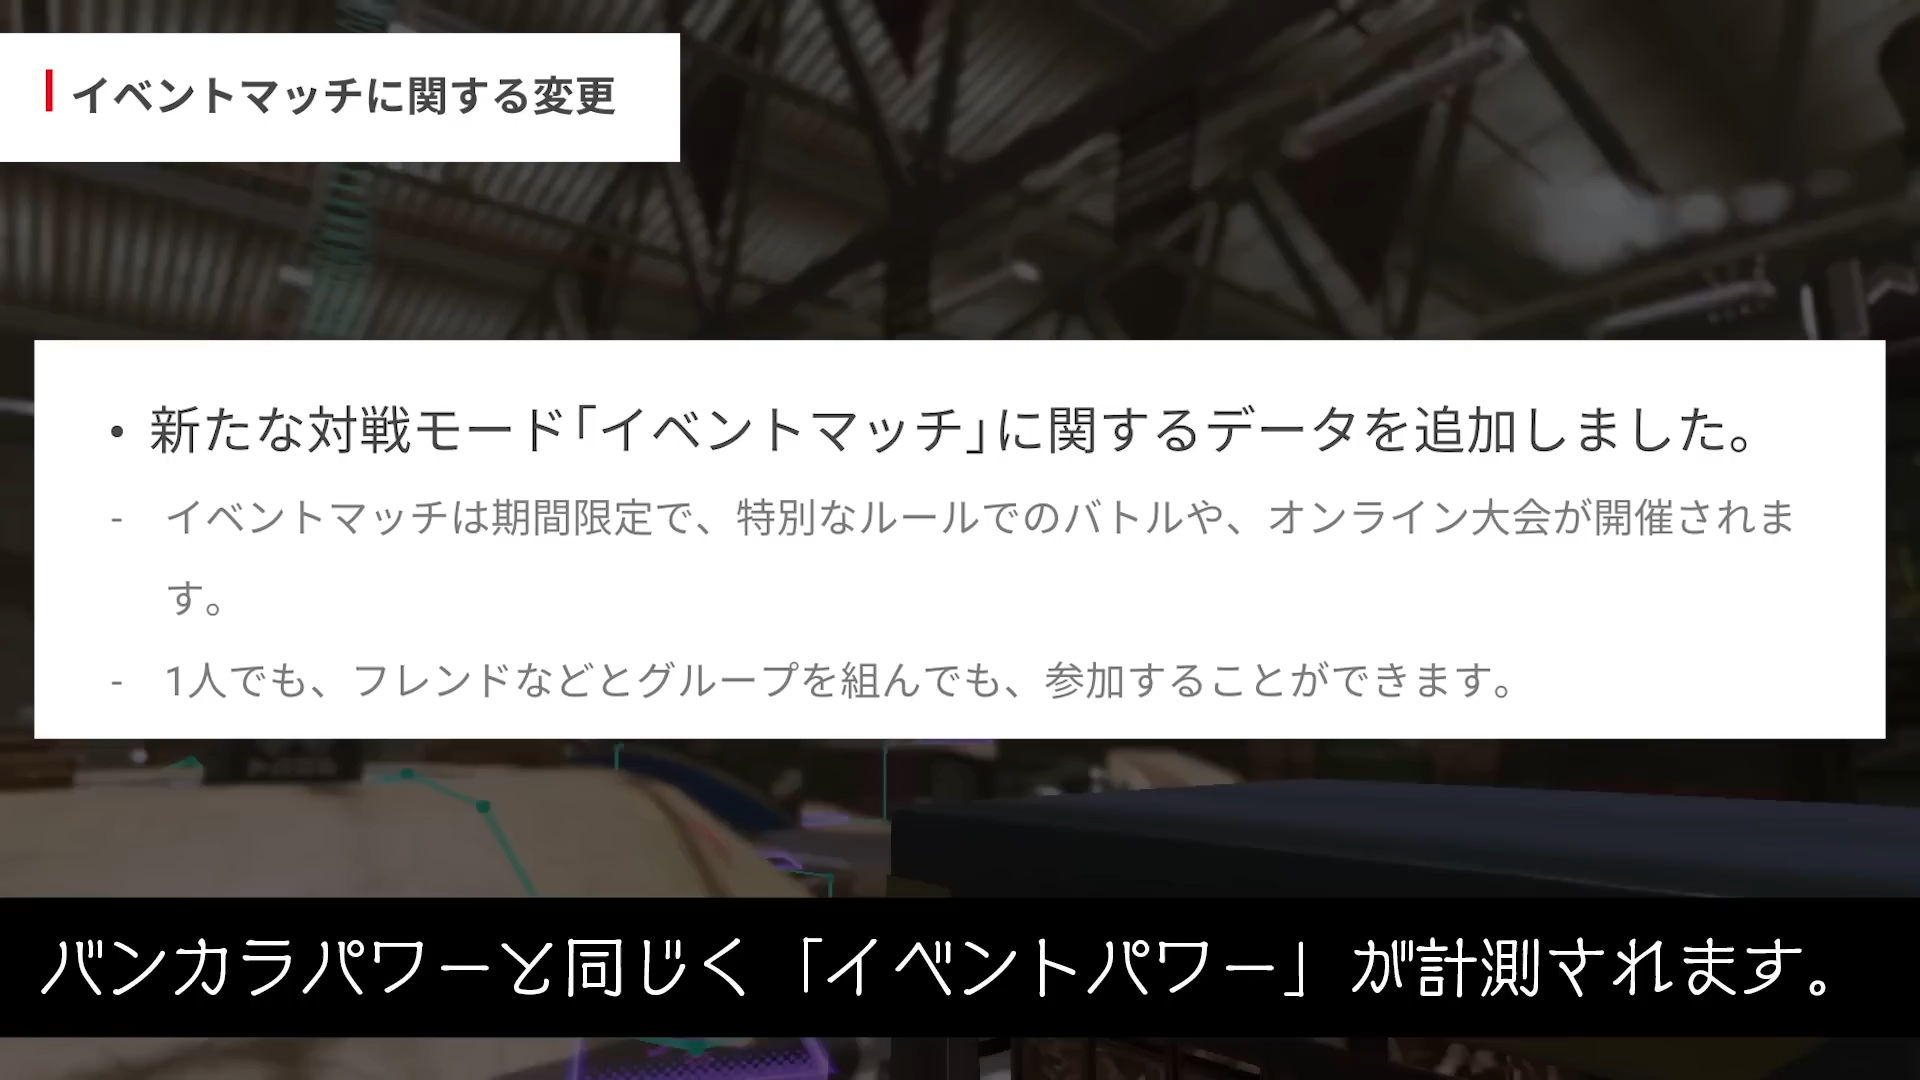 イベントマッチに関する変更
• 新たな対戦モード｢イベントマッチ｣に関するデータを追加しました。
- イベントマッチは期間限定で、特別なルールでのバトルや、オンライン大会が開催されま
す。
- 1人でも、フレンドなどとグループを組んでも、参加することができます。
バンカラパワーと同じく「イベントパワー」が計測されます。